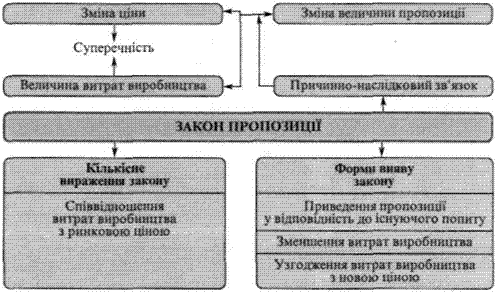 Зміна ціни
Зміна величини пропозиції
Суперечність
Величина витрат виробництва
Причинно-наслідковий зв'язок
ЗАКОН ПРОПОЗИЦІЇ
Кількісне
вираження закону
Співвідношення
витрат виробництва
з ринковою ціною
Форми вияву
закону
Приведення пропозиції
у відповідність до існуючого попиту
Зменшення витрат виробництва
Узгодження витрат виробництва
з новою ціною